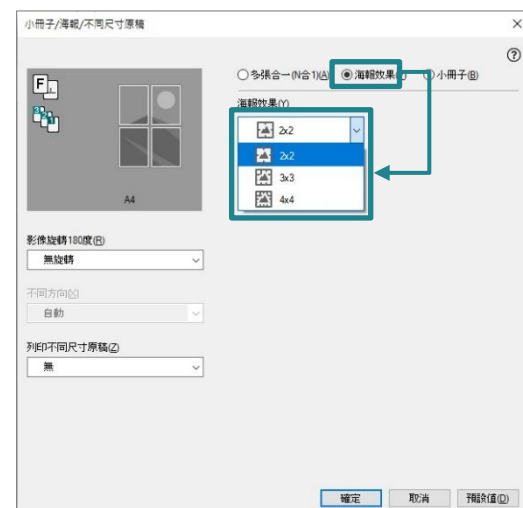 小冊子/海報/不同尺寸原稿
多張合一(N合1)(A) 海報效果 小冊子(B)
海報效果(Y)
2x2
2x2
3x3
4x4
F
321
A4
影像旋轉180度(R)
無旋轉
不同方向(X)
自動
列印不同尺寸原稿(Z)
無
確定 取消 預設值(D)